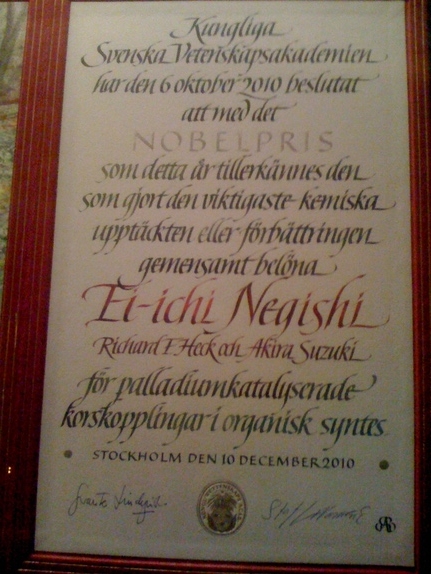 Kungliga
Svenska Vetenskapsakademien
har den 6 oktober 2010 beslutat
att med det
NOBELPRIS
som detta år tillerkännes den
som gjort den viktigaste kemiska
upptäckten eller förbättringen
gemensamt belöna
Ei-ichi Negishi
Richard F. Heck och Akira Suzuki
för palladiumkatalyserade
korskopplingar i organisk syntes
STOCKHOLM DEN 10 DECEMBER 2010